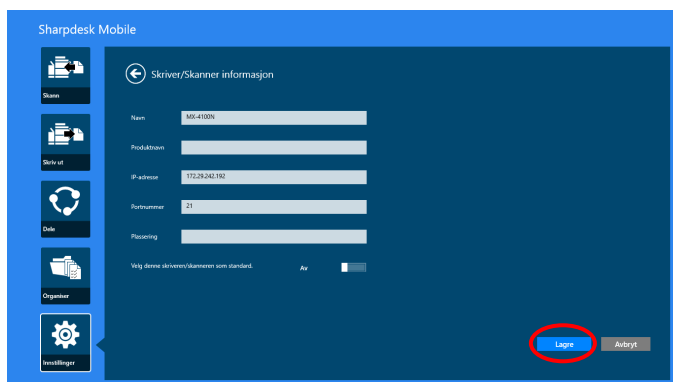 Sharpdesk Mobile
Skann
Skriv ut
Dele
Organiser
Innstillinger
Skriver/Skanner informasjon
Navn MX-4100N
Produktnavn
IP-adresse 172.29.242.192
Portnummer 21
Plassering
Velg denne skriveren/skanneren som standard. Av
Lagre Avbryt